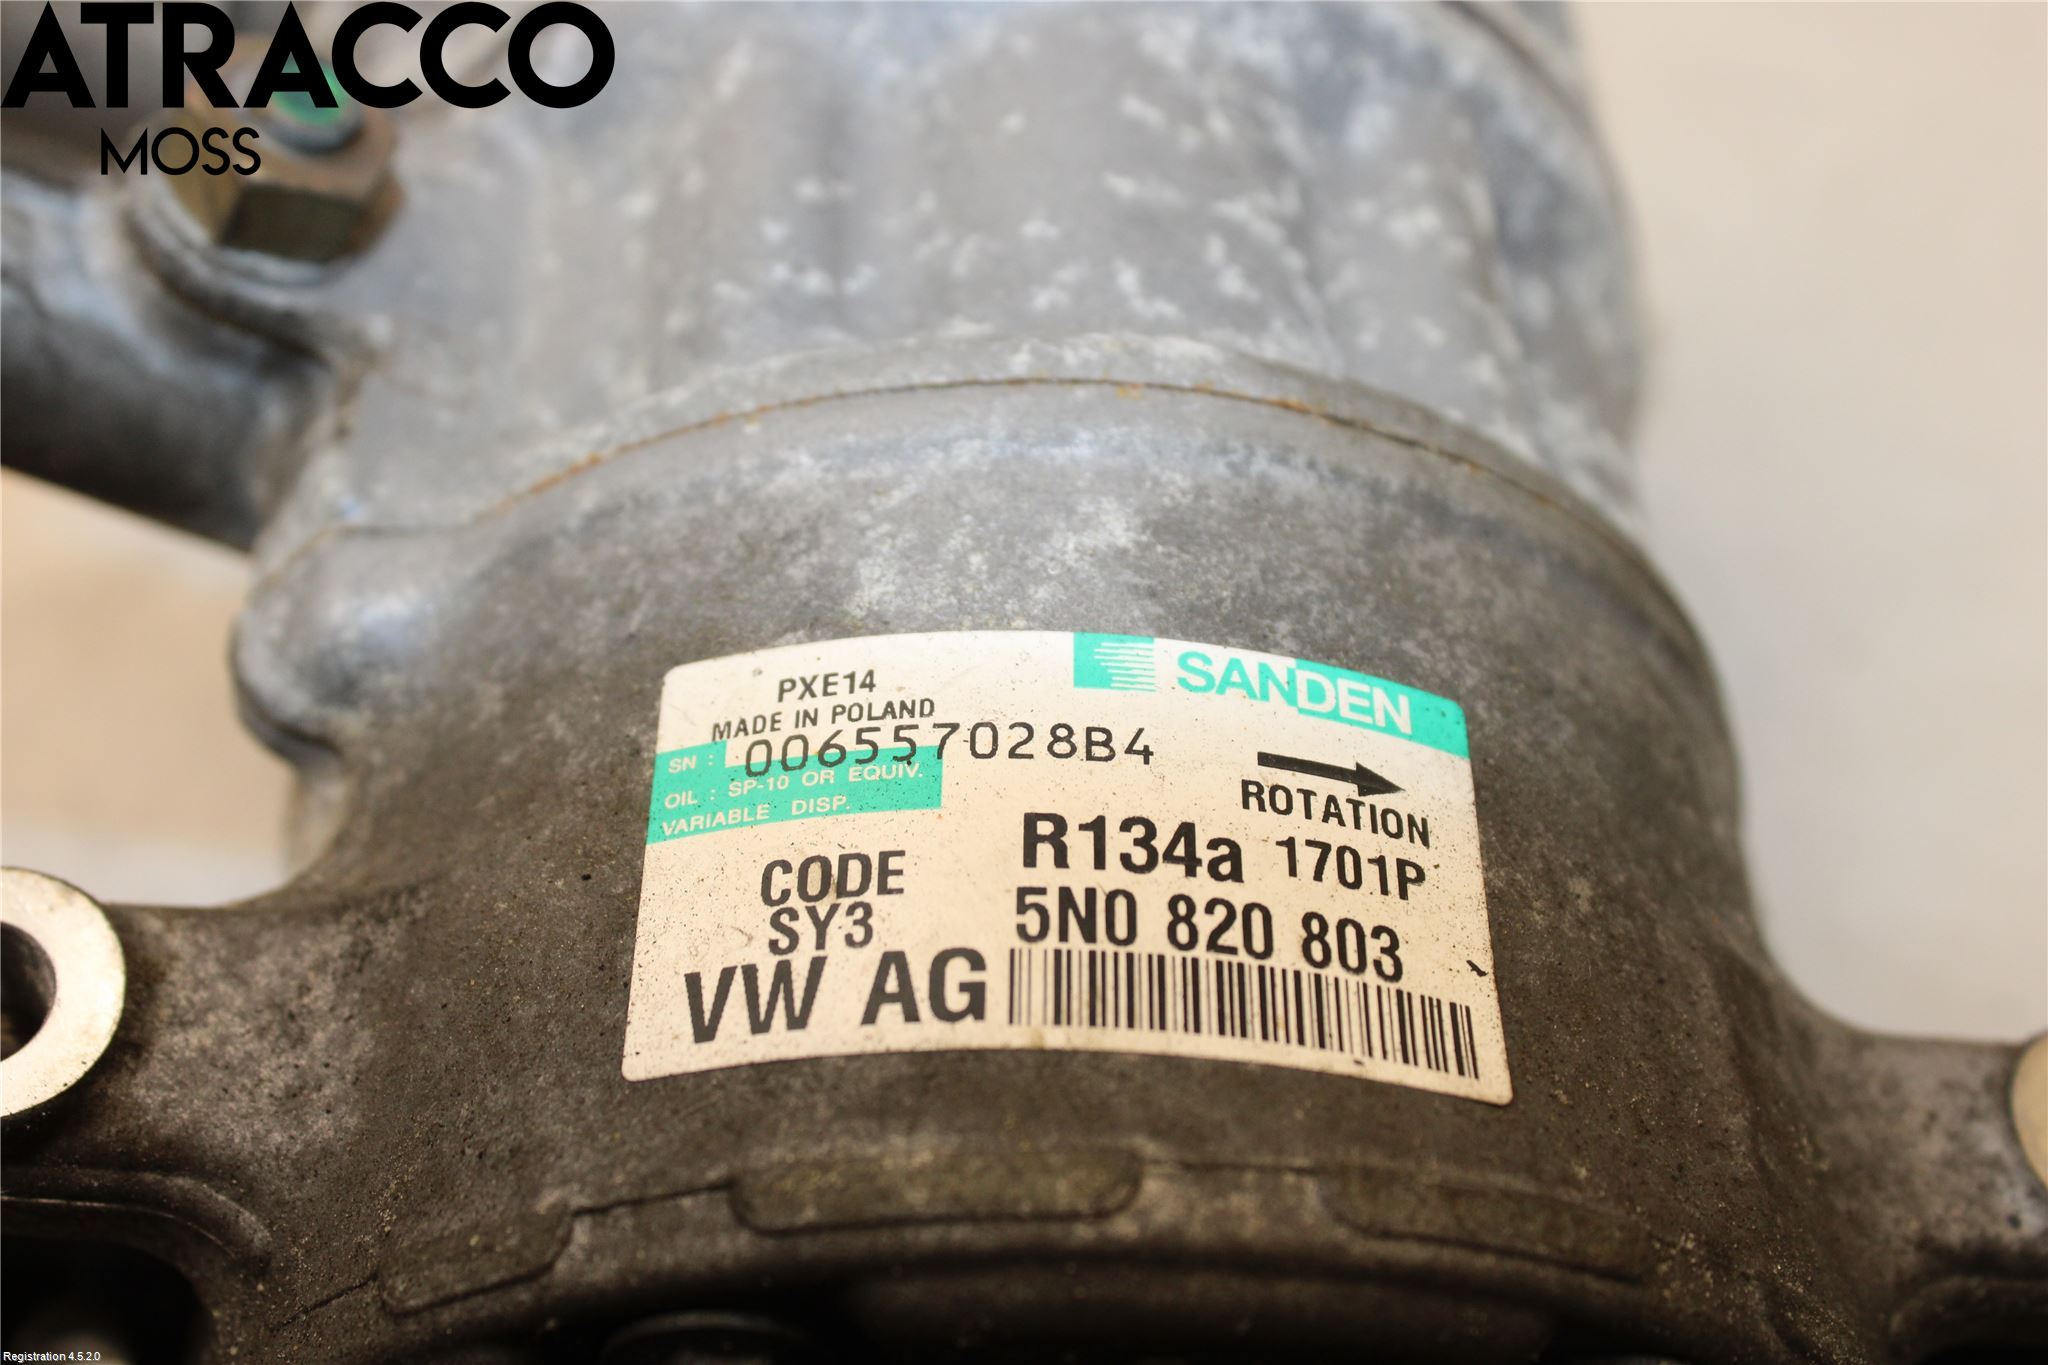 ATRACCO
MOSS
SANDEN
PXE14
MADE IN POLAND
SN : 006557028B4
OIL : SP-10 OR EQUIV.
VARIABLE DISP.
ROTATION
R134a 1701P
CODE
SY3
5N0 820 803
VW AG
Registration 4.5.2.0